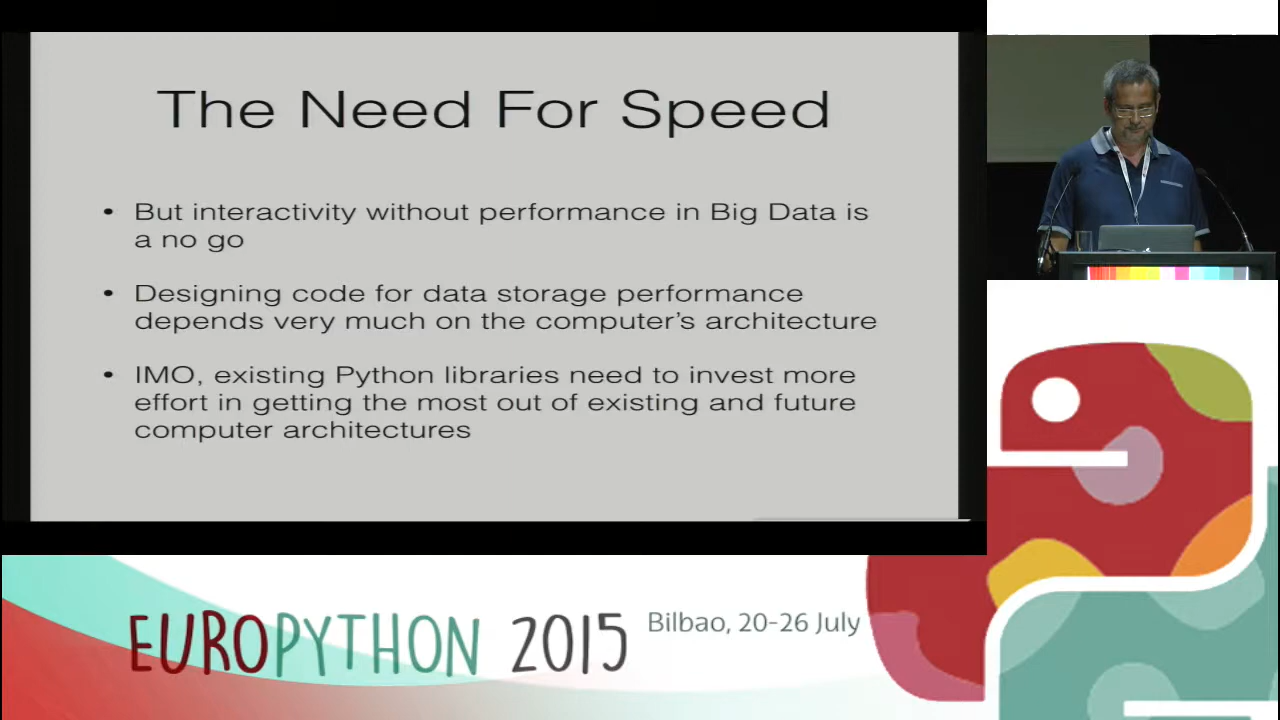 The Need For Speed
• But interactivity without performance in Big Data is
a no go
• Designing code for data storage performance
depends very much on the computer's architecture
• IMO, existing Python libraries need to invest more
effort in getting the most out of existing and future
computer architectures
EUROPYTHON 2015
Bilbao, 20-26 July